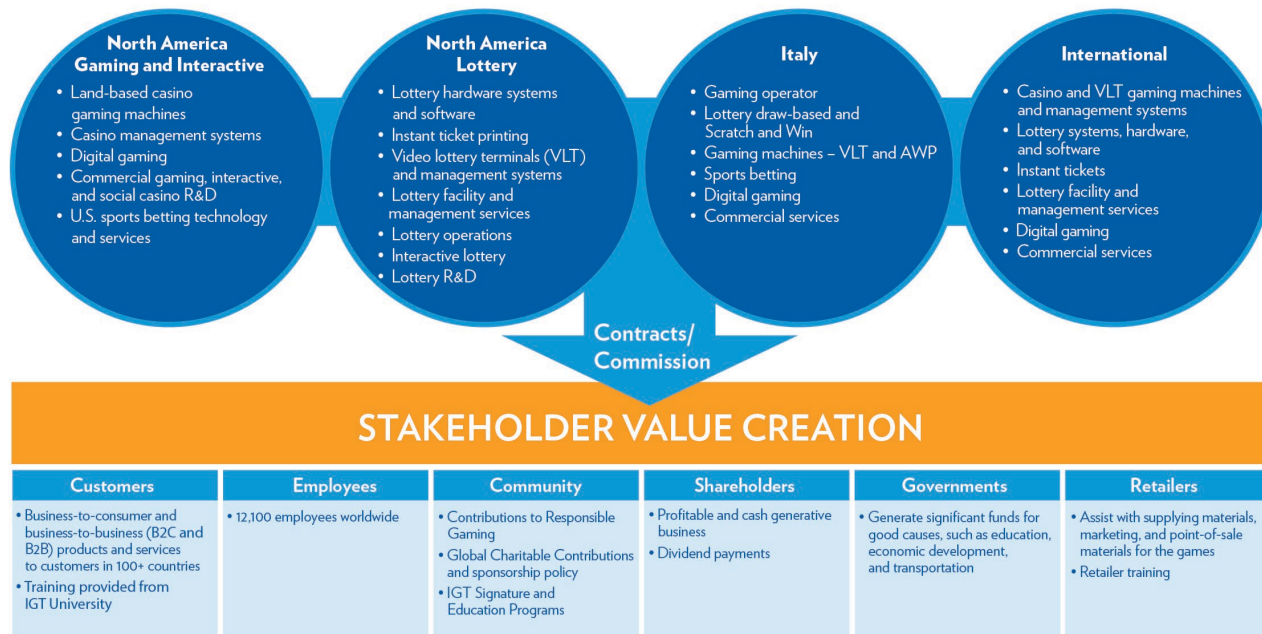 North America
Gaming and Interactive
• Land-based casino
gaming machines
• Casino management systems
• Digital gaming
• Commercial gaming, interactive,
and social casino R&D
• U.S. sports betting technology
and services
North America
Lottery
• Lottery hardware systems
and software
• Instant ticket printing
• Video lottery terminals (VLT)
and management systems
• Lottery facility and
management services
• Lottery operations
• Interactive lottery
• Lottery R&D
Italy
• Gaming operator
• Lottery draw-based and
Scratch and Win
• Gaming machines – VLT and AWP
• Sports betting
• Digital gaming
• Commercial services
International
• Casino and VLT gaming machines
and management systems
• Lottery systems, hardware,
and software
• Instant tickets
• Lottery facility and
management services
• Digital gaming
• Commercial services
Contracts/
Commission
STAKEHOLDER VALUE CREATION
Customers
• Business-to-consumer and
business-to-business (B2C and
B2B) products and services
to customers in 100+ countries
• Training provided from
IGT University
Employees
• 12,100 employees worldwide
Community
• Contributions to Responsible
Gaming
• Global Charitable Contributions
and sponsorship policy
• IGT Signature and
Education Programs
Shareholders
• Profitable and cash generative
business
• Dividend payments
Governments
• Generate significant funds for
good causes, such as education,
economic development,
and transportation
Retailers
• Assist with supplying materials,
marketing, and point-of-sale
materials for the games
• Retailer training